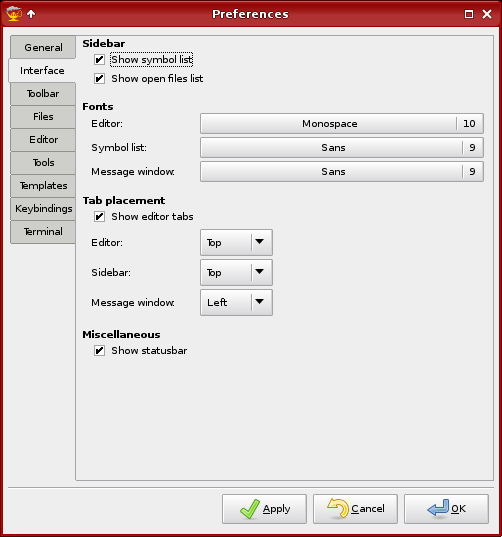 Preferences
General
Interface
Toolbar
Files
Editor
Tools
Templates
Keybindings
Terminal
Sidebar
Show symbol list
Show open files list
Fonts
Editor: Monospace 10
Symbol list: Sans 9
Message window: Sans 9
Tab placement
Show editor tabs
Editor: Top
Sidebar: Top
Message window: Left
Miscellaneous
Show statusbar
Apply Cancel OK